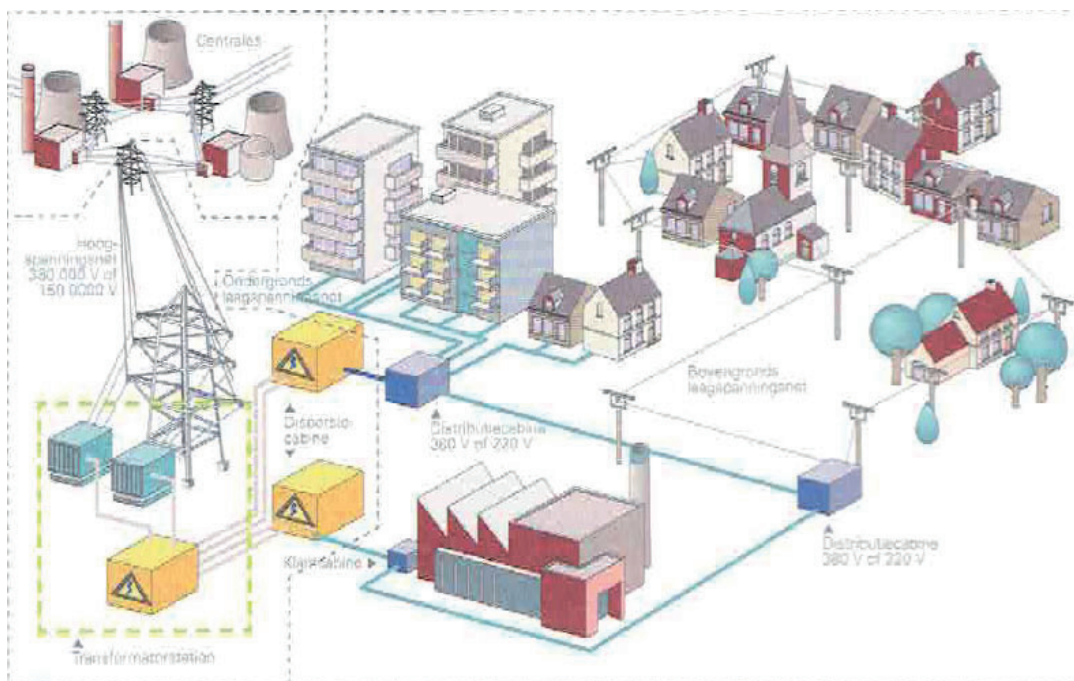 Centrales
Hoog-
spanningsnet
380 000 V of
150 0000 V
Ondergronds
laagspanningsnet
Bovengronds
laagspanningsnet
Dispersie-
cabine
Distributiecabine
380 V of 220 V
Klantcabine
Distributiecabine
380 V of 220 V
Transformatorstation